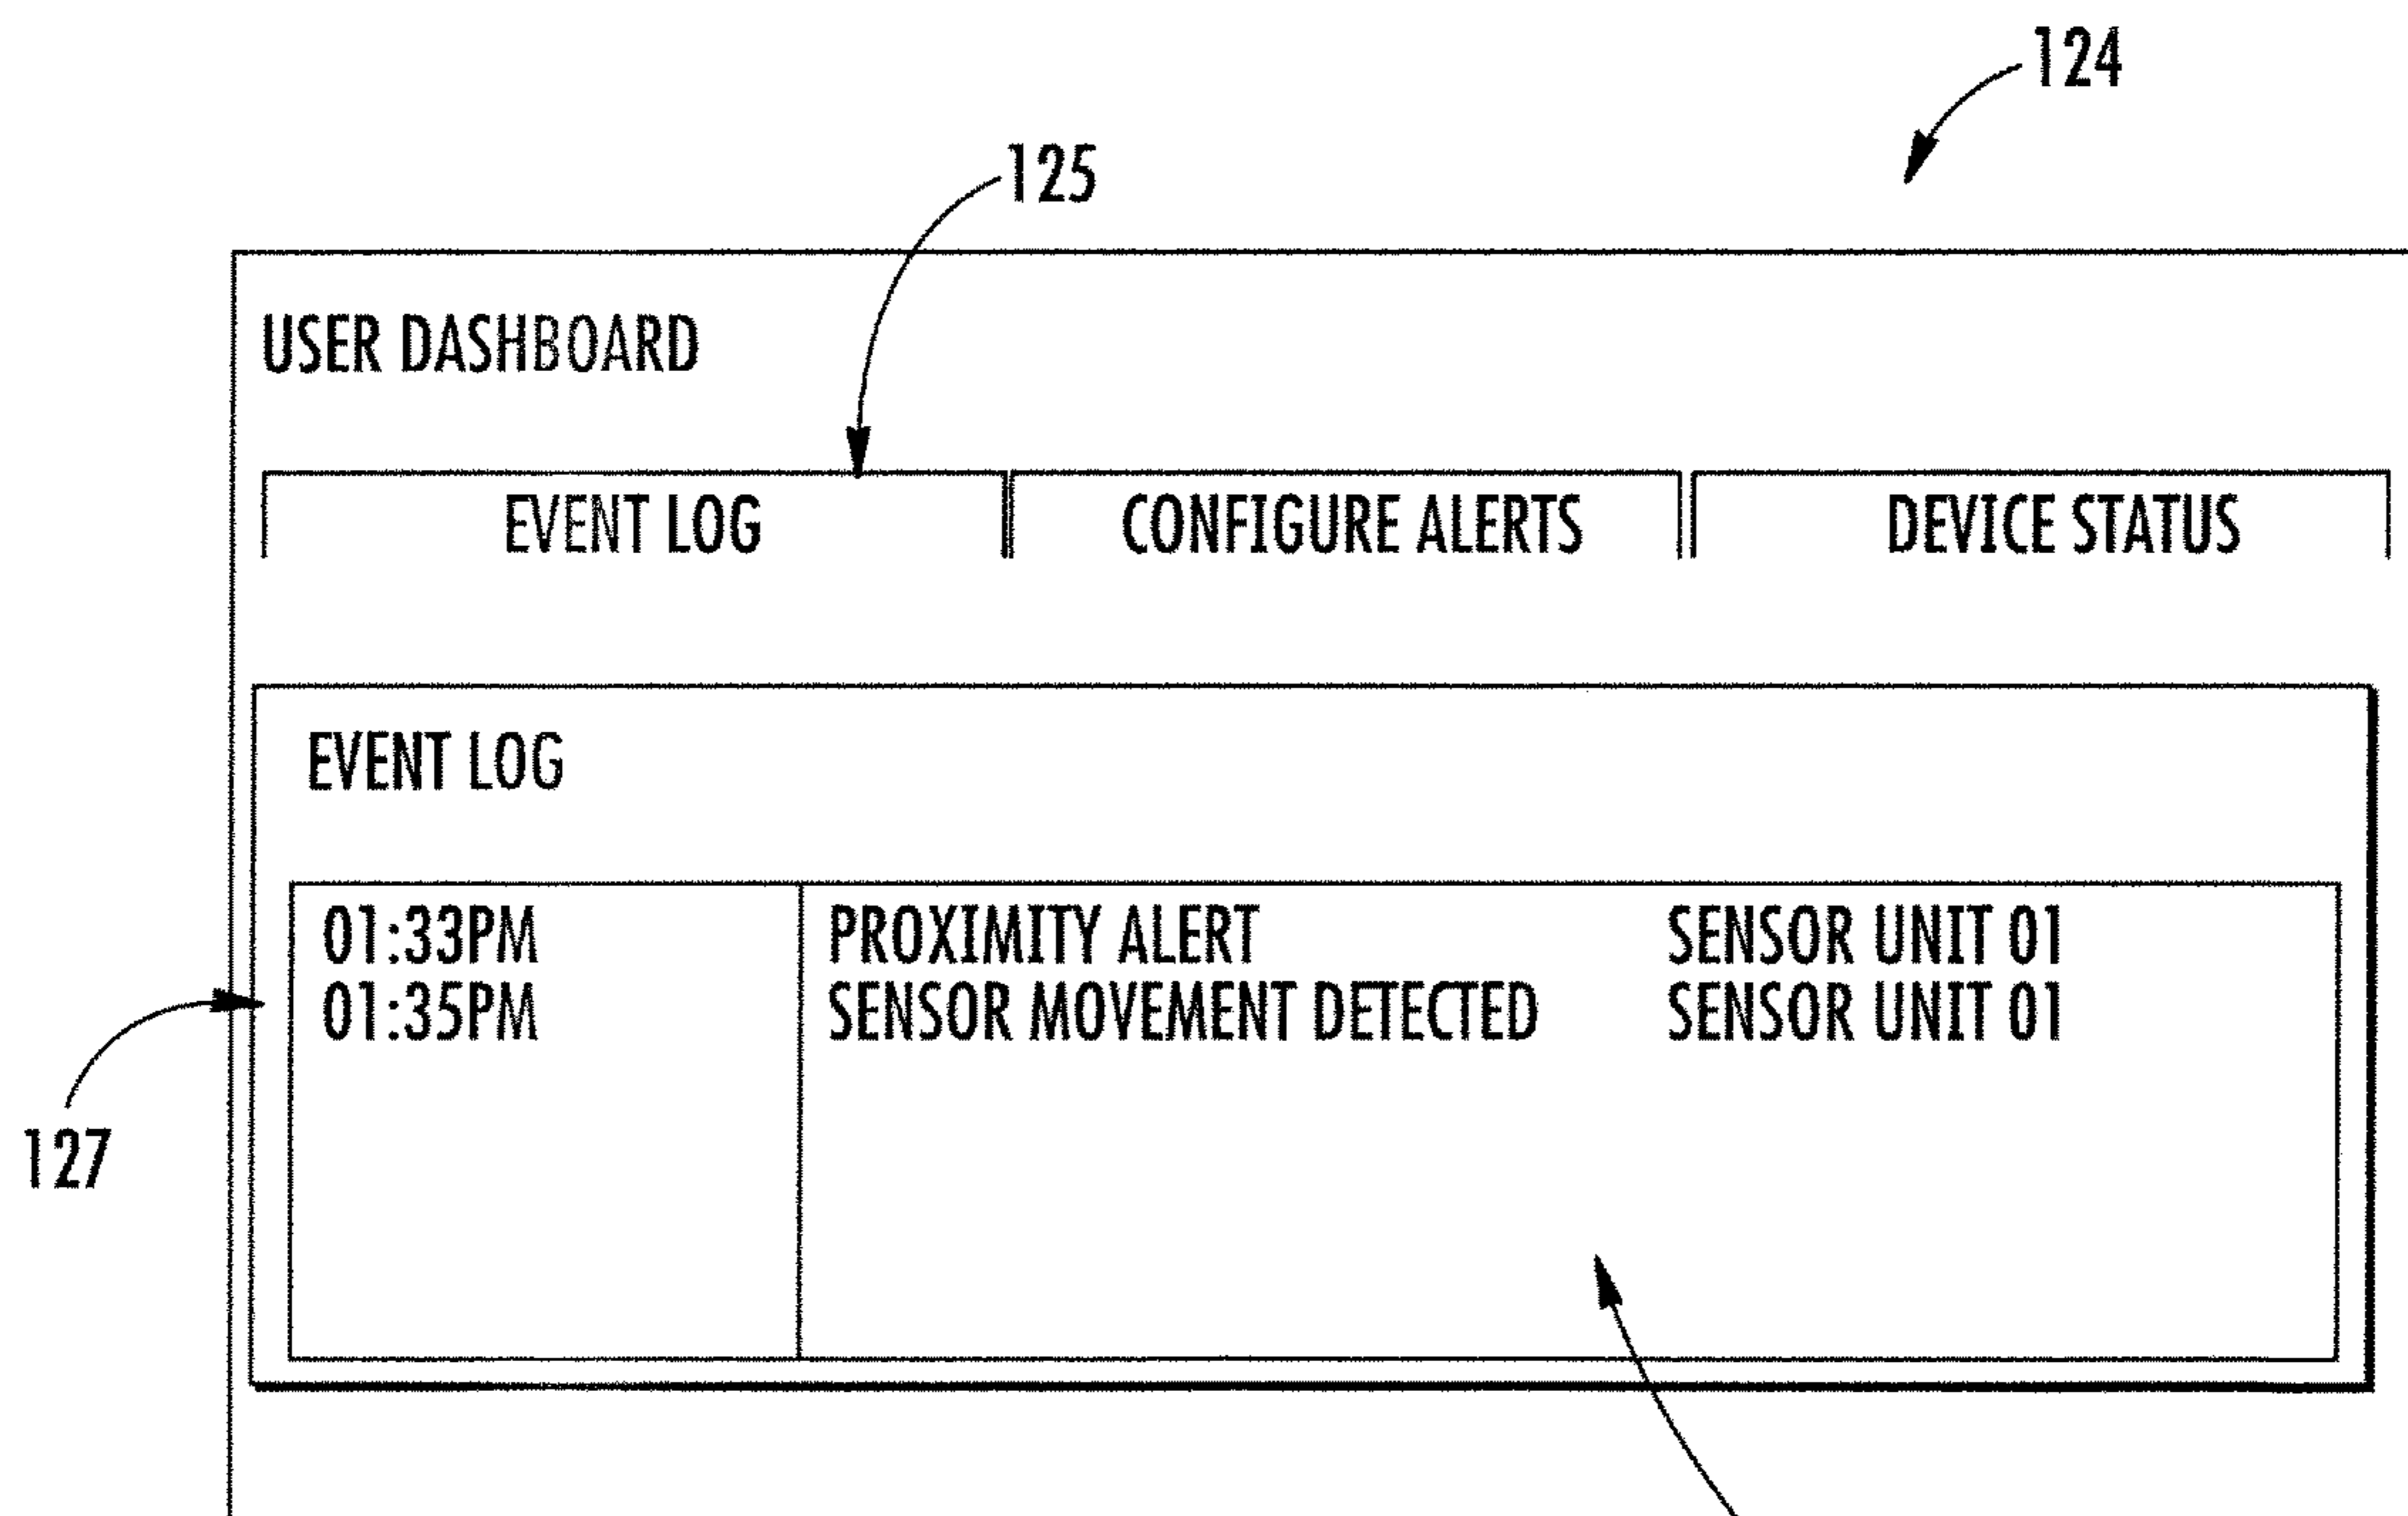 124
125
USER DASHBOARD
EVENT LOG CONFIGURE ALERTS DEVICE STATUS
EVENT LOG
01:33PM PROXIMITY ALERT SENSOR UNIT 01
01:35PM SENSOR MOVEMENT DETECTED SENSOR UNIT 01
127